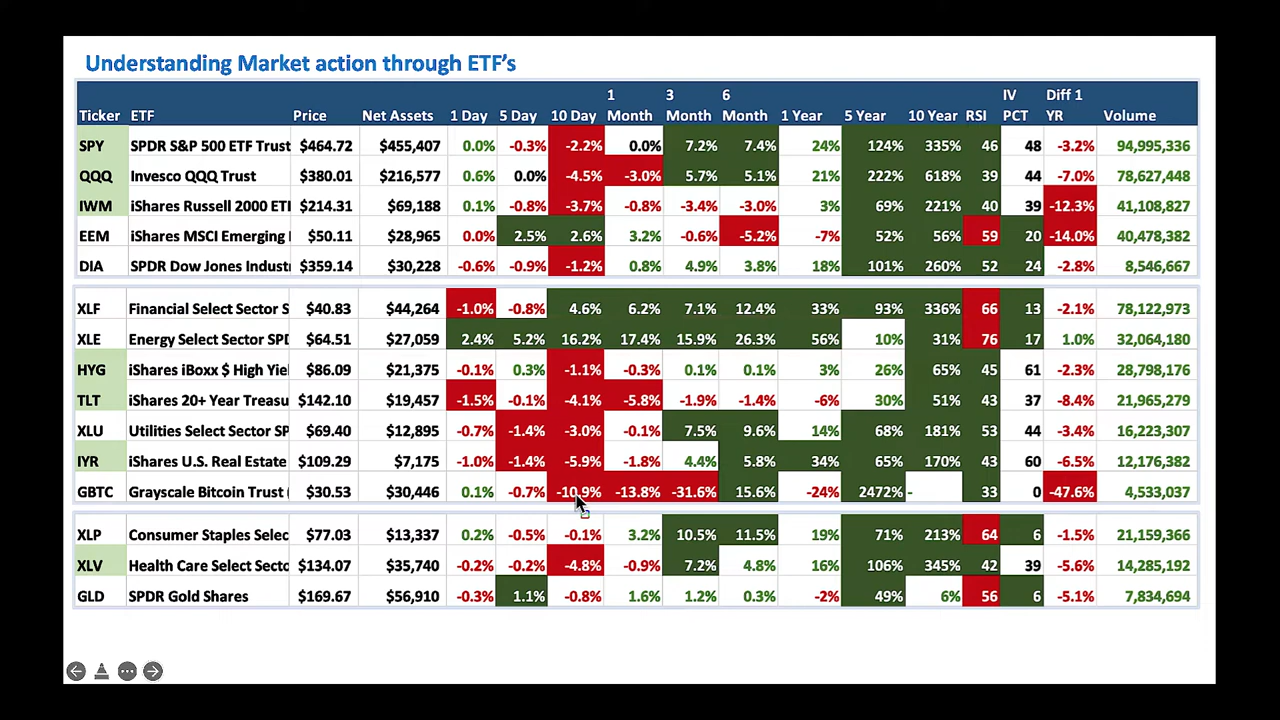 Understanding Market action through ETF's
1 3 6 IV Diff 1
Ticker ETF Price Net Assets 1 Day 5 Day 10 Day Month Month Month 1 Year 5 Year 10 Year RSI PCT YR Volume
SPY SPDR S&P 500 ETF Trust $464.72 $455,407 0.0% -0.3% -2.2% 0.0% 7.2% 7.4% 24% 124% 335% 46 48 -3.2% 94,995,336
QQQ Invesco QQQ Trust $380.01 $216,577 0.6% 0.0% -4.5% -3.0% 5.7% 5.1% 21% 222% 618% 39 44 -7.0% 78,627,448
IWM iShares Russell 2000 ETI $214.31 $69,188 0.1% -0.8% -3.7% -0.8% -3.4% -3.0% 3% 69% 221% 40 39 -12.3% 41,108,827
EEM iShares MSCI Emerging $50.11 $28,965 0.0% 2.5% 2.6% 3.2% -0.6% -5.2% -7% 52% 56% 59 20 -14.0% 40,478,382
DIA SPDR Dow Jones Industr $359.14 $30,228 -0.6% -0.9% -1.2% 0.8% 4.9% 3.8% 18% 101% 260% 52 24 -2.8% 8,546,667
XLF Financial Select Sector S $40.83 $44,264 -1.0% -0.8% 4.6% 6.2% 7.1% 12.4% 33% 93% 336% 66 13 -2.1% 78,122,973
XLE Energy Select Sector SPD $64.51 $27,059 2.4% 5.2% 16.2% 17.4% 15.9% 26.3% 56% 10% 31% 76 17 1.0% 32,064,180
HYG iShares iBoxx $ High Yie $86.09 $21,375 -0.1% 0.3% -1.1% -0.3% 0.1% 0.1% 3% 26% 65% 45 61 -2.3% 28,798,176
TLT iShares 20+ Year Treasu $142.10 $19,457 -1.5% -0.1% -4.1% -5.8% -1.9% -1.4% -6% 30% 51% 43 37 -8.4% 21,965,279
XLU Utilities Select Sector SP $69.40 $12,895 -0.7% -1.4% -3.0% -0.1% 7.5% 9.6% 14% 68% 181% 53 44 -3.4% 16,223,307
IYR iShares U.S. Real Estate $109.29 $7,175 -1.0% -1.4% -5.9% -1.8% 4.4% 5.8% 34% 65% 170% 43 60 -6.5% 12,176,382
GBTC Grayscale Bitcoin Trust ( $30.53 $30,446 0.1% -0.7% -10.9% -13.8% -31.6% 15.6% -24% 2472% - 33 0 -47.6% 4,533,037
XLP Consumer Staples Selec $77.03 $13,337 0.2% -0.5% -0.1% 3.2% 10.5% 11.5% 19% 71% 213% 64 6 -1.5% 21,159,366
XLV Health Care Select Secto $134.07 $35,740 -0.2% -0.2% -4.8% -0.9% 7.2% 4.8% 16% 106% 345% 42 39 -5.6% 14,285,192
GLD SPDR Gold Shares $169.67 $56,910 -0.3% 1.1% -0.8% 1.6% 1.2% 0.3% -2% 49% 6% 56 6 -5.1% 7,834,694